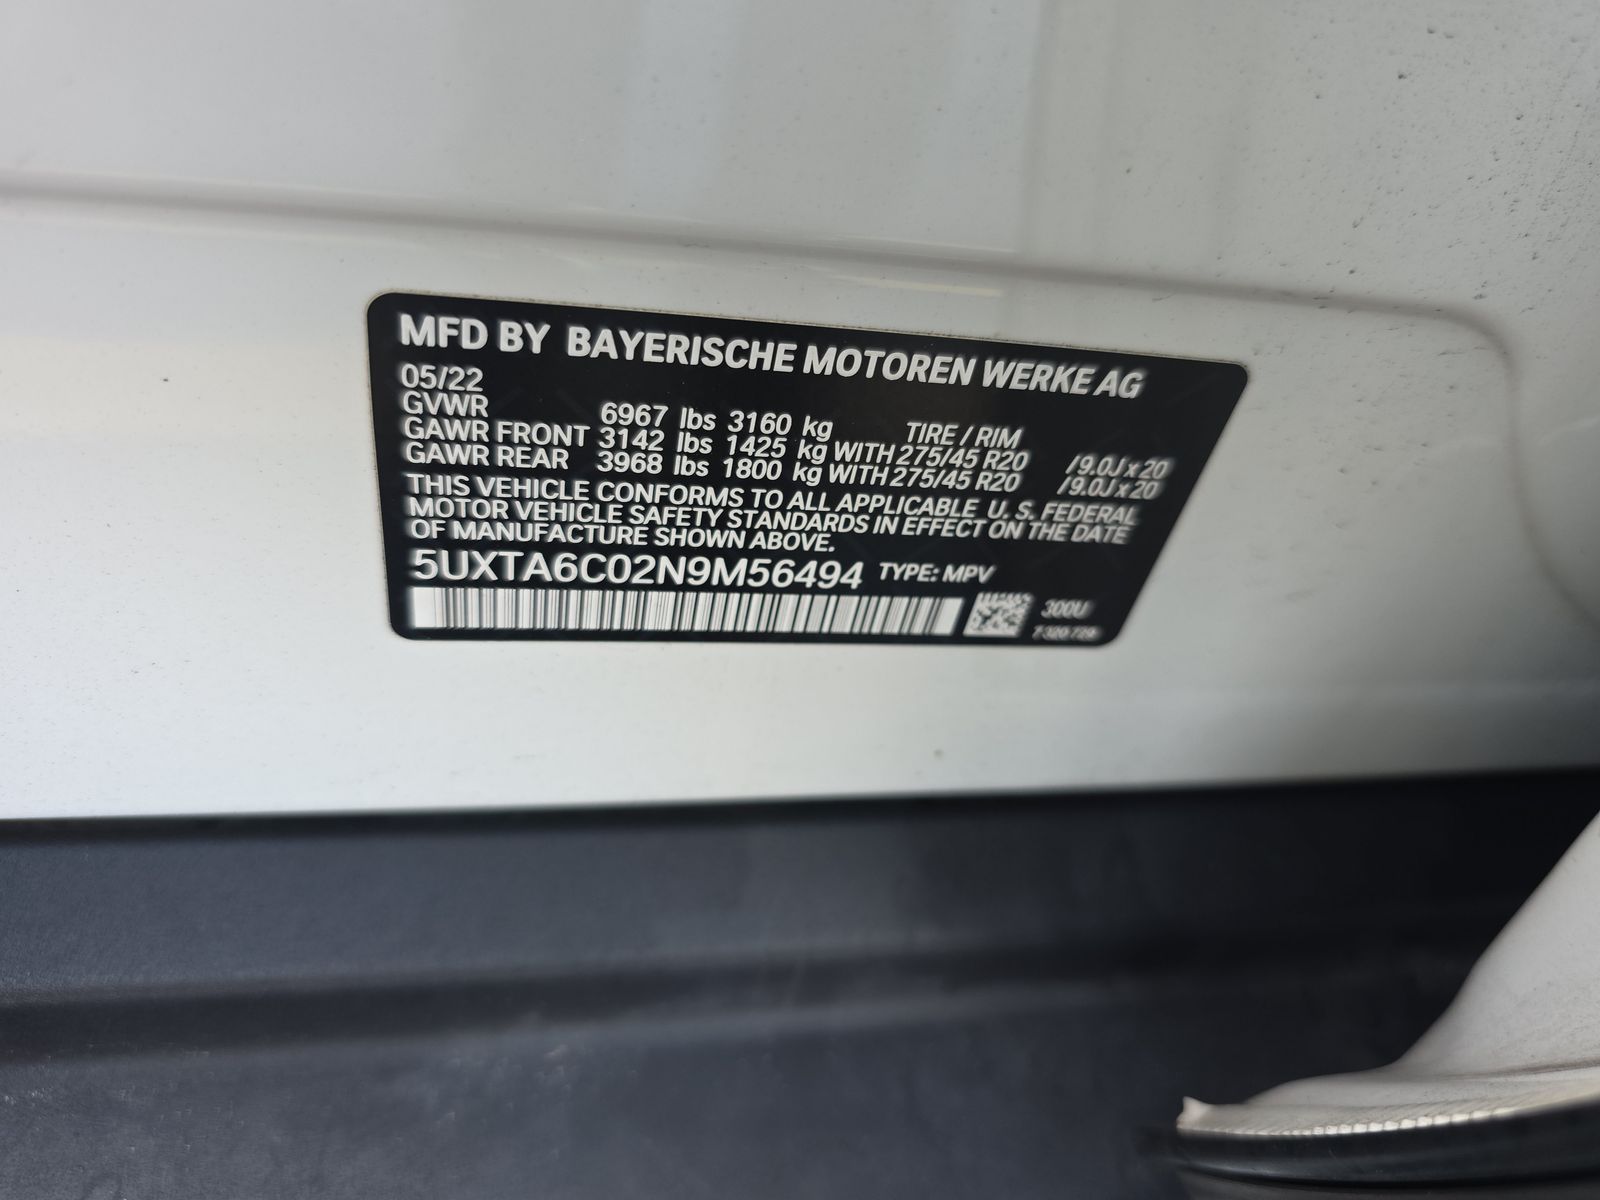 MFD BY BAYERISCHE MOTOREN WERKE AG
05/22
GVWR 6967 lbs 3160 kg TIRE / RIM
GAWR FRONT 3142 lbs 1425 kg WITH 275/45 R20 /9.0J x 20
GAWR REAR 3968 lbs 1800 kg WITH 275/45 R20 /9.0J x 20
THIS VEHICLE CONFORMS TO ALL APPLICABLE U. S. FEDERAL
MOTOR VEHICLE SAFETY STANDARDS IN EFFECT ON THE DATE
OF MANUFACTURE SHOWN ABOVE.
5UXTA6C02N9M56494 TYPE: MPV
300U